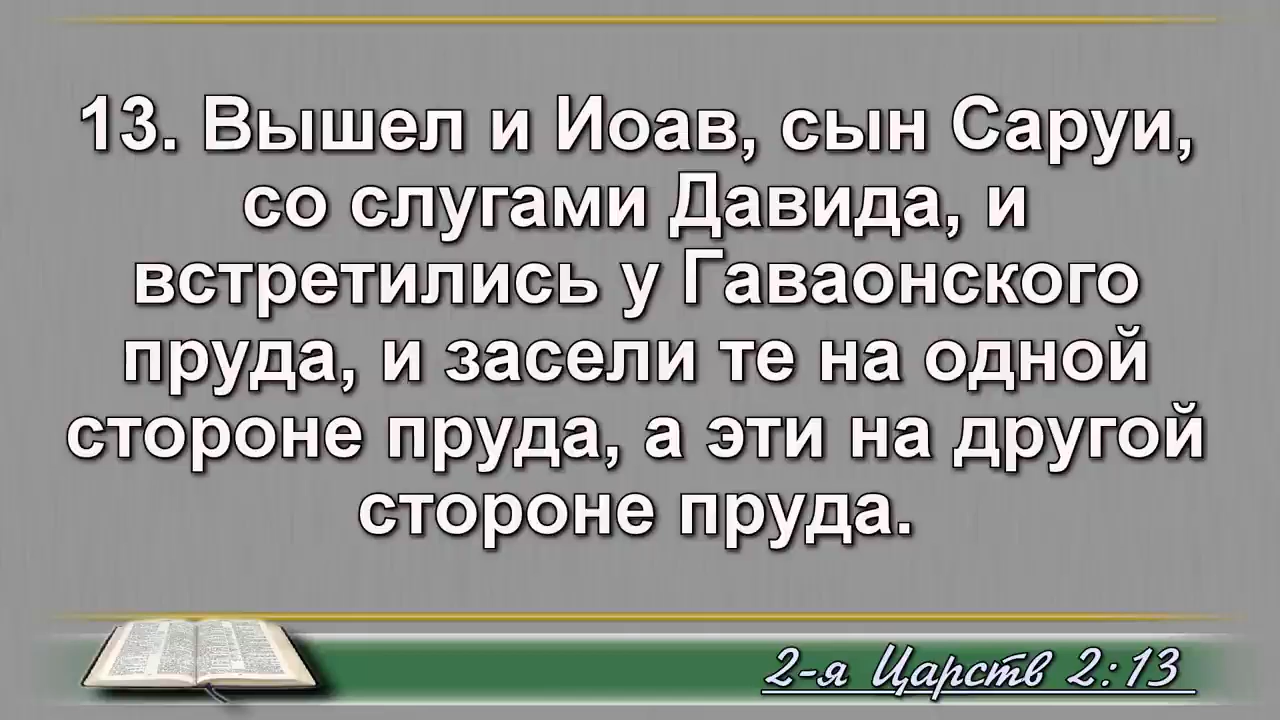 13. Вышел и Иоав, сын Саруи,
со слугами Давида, и
встретились у Гаваонского
пруда, и засели те на одной
стороне пруда, а эти на другой
стороне пруда.
2-я Царств 2:13